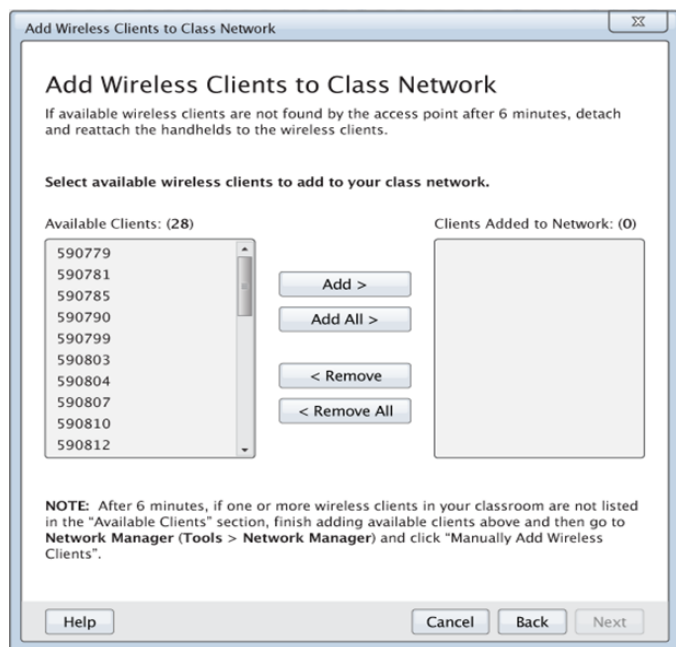 Add Wireless Clients to Class Network
Add Wireless Clients to Class Network
If available wireless clients are not found by the access point after 6 minutes, detach
and reattach the handhelds to the wireless clients.
Select available wireless clients to add to your class network.
Available Clients: (28)
Clients Added to Network: (0)
590779
590781
590785
590790
590799
590803
590804
590807
590810
590812
Add >
Add All >
< Remove
< Remove All
NOTE: After 6 minutes, if one or more wireless clients in your classroom are not listed
in the “Available Clients” section, finish adding available clients above and then go to
Network Manager (Tools > Network Manager) and click “Manually Add Wireless
Clients”.
Help
Cancel
Back
Next